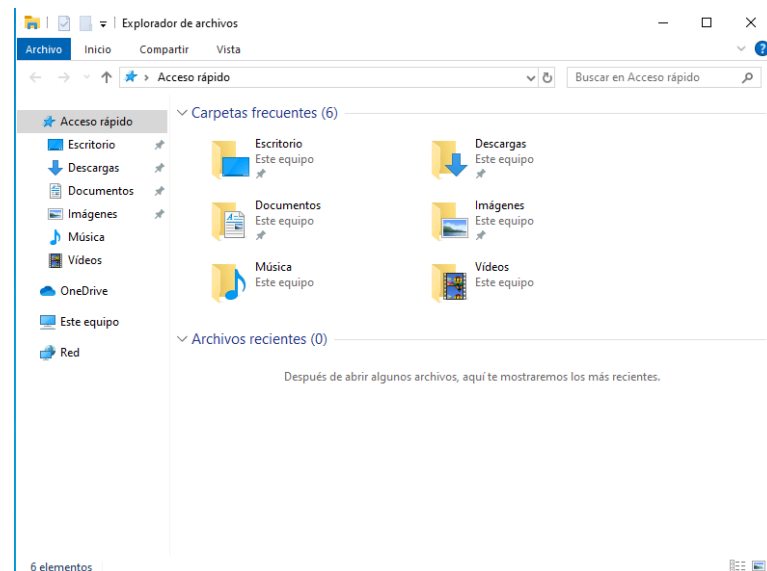 Explorador de archivos
Archivo Inicio Compartir Vista
Acceso rápido
Buscar en Acceso rápido
Acceso rápido
Escritorio
Descargas
Documentos
Imágenes
Música
Vídeos
OneDrive
Este equipo
Red
Carpetas frecuentes (6)
Escritorio
Este equipo
Descargas
Este equipo
Documentos
Este equipo
Imágenes
Este equipo
Música
Este equipo
Vídeos
Este equipo
Archivos recientes (0)
Después de abrir algunos archivos, aquí te mostraremos los más recientes.
6 elementos